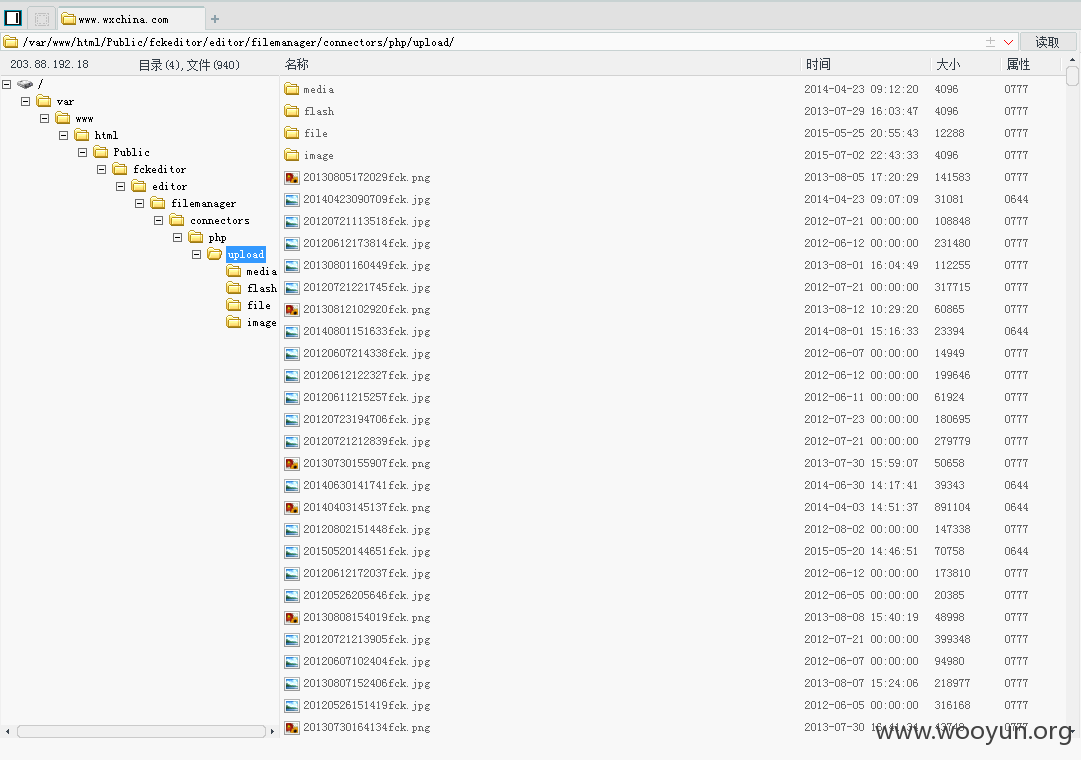 www.wxchina.com
/var/www/html/Public/fckeditor/editor/filemanager/connectors/php/upload/ 读取
203.88.192.18 目录(4),文件(940) 名称 时间 大小 属性
/
var
www
html
Public
fckeditor
editor
filemanager
connectors
php
upload
media
flash
file
image
media 2014-04-23 09:12:20 4096 0777
flash 2013-07-29 16:03:47 4096 0777
file 2015-05-25 20:55:43 12288 0777
image 2015-07-02 22:43:33 4096 0777
20130805172029fck.png 2013-08-05 17:20:29 141583 0777
20140423090709fck.jpg 2014-04-23 09:07:09 31081 0644
20120721113518fck.jpg 2012-07-21 00:00:00 108848 0777
20120612173814fck.jpg 2012-06-12 00:00:00 231480 0777
20130801160449fck.jpg 2013-08-01 16:04:49 112255 0777
20120721221745fck.jpg 2012-07-21 00:00:00 317715 0777
20130812102920fck.png 2013-08-12 10:29:20 60865 0777
20140801151633fck.jpg 2014-08-01 15:16:33 23394 0644
20120607214338fck.jpg 2012-06-07 00:00:00 14949 0777
20120612122327fck.jpg 2012-06-12 00:00:00 199646 0777
20120611215257fck.jpg 2012-06-11 00:00:00 61924 0777
20120723194706fck.jpg 2012-07-23 00:00:00 180695 0777
20120721212839fck.jpg 2012-07-21 00:00:00 279779 0777
20130730155907fck.png 2013-07-30 15:59:07 50658 0777
20140630141741fck.jpg 2014-06-30 14:17:41 39343 0644
20140403145137fck.png 2014-04-03 14:51:37 891104 0644
20120802151448fck.jpg 2012-08-02 00:00:00 147338 0777
20150520144651fck.jpg 2015-05-20 14:46:51 70758 0644
20120612172037fck.jpg 2012-06-12 00:00:00 173810 0777
20120526205646fck.jpg 2012-06-05 00:00:00 20385 0777
20130808154019fck.png 2013-08-08 15:40:19 48998 0777
20120721213905fck.jpg 2012-07-21 00:00:00 399348 0777
20120607102404fck.jpg 2012-06-07 00:00:00 94980 0777
20130807152406fck.jpg 2013-08-07 15:24:06 218977 0777
20120526151419fck.jpg 2012-06-05 00:00:00 316168 0777
20130730164134fck.png 2013-07-30 16:41:34 43748 0777
www.wooyun.org